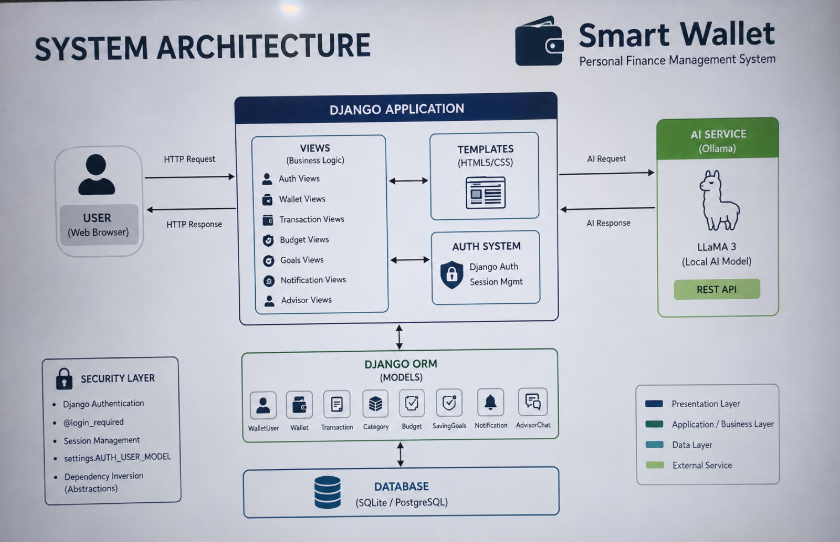 SYSTEM ARCHITECTURE
Smart Wallet
Personal Finance Management System
DJANGO APPLICATION
VIEWS
(Business Logic)
Auth Views
Wallet Views
Transaction Views
Budget Views
Goals Views
Notification Views
Advisor Views
TEMPLATES
(HTML5/CSS)
AUTH SYSTEM
Django Auth
Session Mgmt
HTTP Request
HTTP Response
USER
(Web Browser)
AI Request
AI Response
AI SERVICE
(Ollama)
LLaMA 3
(Local AI Model)
REST API
DJANGO ORM
(MODELS)
WalletUser
Wallet
Transaction
Category
Budget
SavingGoals
Notification
AdvisorChat
DATABASE
(SQLite / PostgreSQL)
SECURITY LAYER
• Django Authentication
• @login_required
• Session Management
• settings.AUTH_USER_MODEL
• Dependency Inversion
(Abstractions)
Presentation Layer
Application / Business Layer
Data Layer
External Service